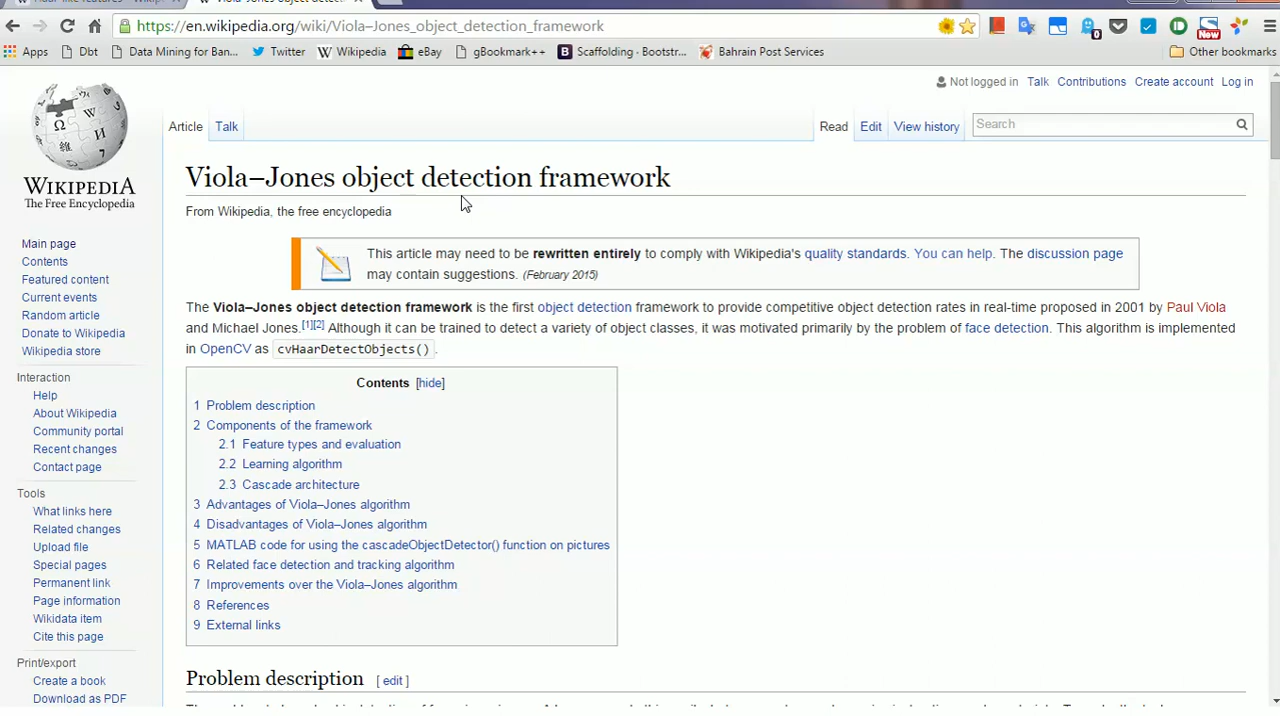 https://en.wikipedia.org/wiki/Viola–Jones_object_detection_framework
Apps Dbt Data Mining for Ban... Twitter Wikipedia eBay gBookmark++ Scaffolding - Bootstr... Bahrain Post Services Other bookmarks
0
New
Not logged in Talk Contributions Create account Log in
Article Talk Read Edit View history Search
WIKIPEDIA
The Free Encyclopedia
Main page
Contents
Featured content
Current events
Random article
Donate to Wikipedia
Wikipedia store
Interaction
Help
About Wikipedia
Community portal
Recent changes
Contact page
Tools
What links here
Related changes
Upload file
Special pages
Permanent link
Page information
Wikidata item
Cite this page
Print/export
Create a book
Download as PDF
Viola–Jones object detection framework
From Wikipedia, the free encyclopedia
This article may need to be rewritten entirely to comply with Wikipedia's quality standards. You can help. The discussion page
may contain suggestions. (February 2015)
The Viola–Jones object detection framework is the first object detection framework to provide competitive object detection rates in real-time proposed in 2001 by Paul Viola
and Michael Jones.[1][2] Although it can be trained to detect a variety of object classes, it was motivated primarily by the problem of face detection. This algorithm is implemented
in OpenCV as cvHaarDetectObjects() .
Contents [hide]
1 Problem description
2 Components of the framework
2.1 Feature types and evaluation
2.2 Learning algorithm
2.3 Cascade architecture
3 Advantages of Viola–Jones algorithm
4 Disadvantages of Viola–Jones algorithm
5 MATLAB code for using the cascadeObjectDetector() function on pictures
6 Related face detection and tracking algorithm
7 Improvements over the Viola–Jones algorithm
8 References
9 External links
Problem description [ edit ]